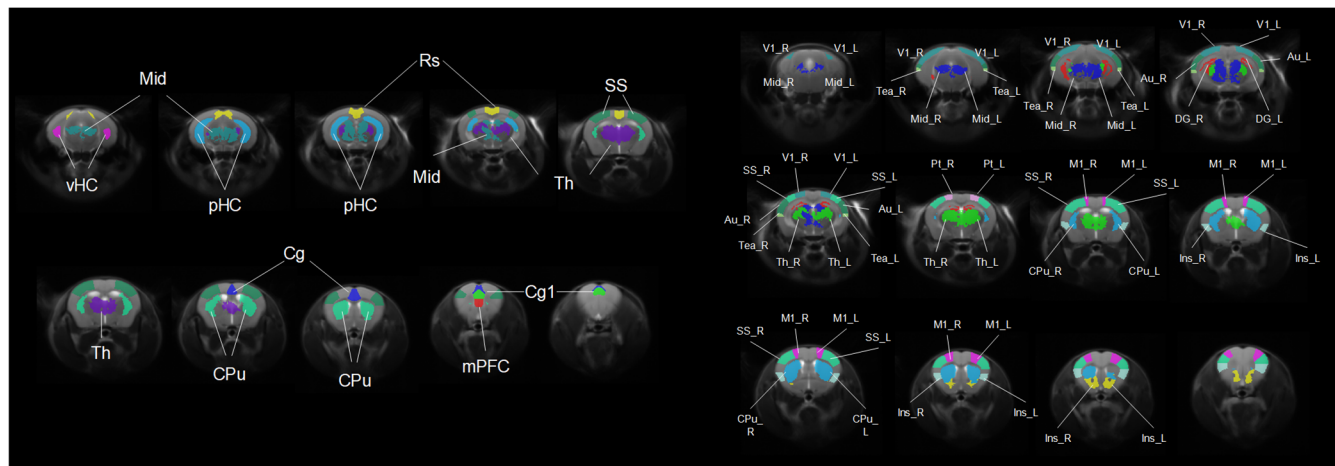 Mid
Rs
SS
vHC
pHC
pHC
Mid
Th
Cg
Cg1
Th
CPu
CPu
mPFC
V1_R V1_L
Mid_R Mid_L
V1_R V1_L
Tea_R Tea_L
Mid_R Mid_L
V1_R V1_L
Tea_R Tea_L
Mid_R Mid_L
V1_R V1_L
Au_R Au_L
DG_R DG_L
V1_R V1_L
SS_R SS_L
Au_R Au_L
Tea_R Tea_L
Th_R Th_L
Pt_R Pt_L
Th_R Th_L
M1_R M1_L
SS_R SS_L
CPu_R CPu_L
M1_R M1_L
Ins_R Ins_L
M1_R M1_L
SS_R SS_L
CPu_ CPu_
R L
M1_R M1_L
Ins_R Ins_L
Ins_R Ins_L